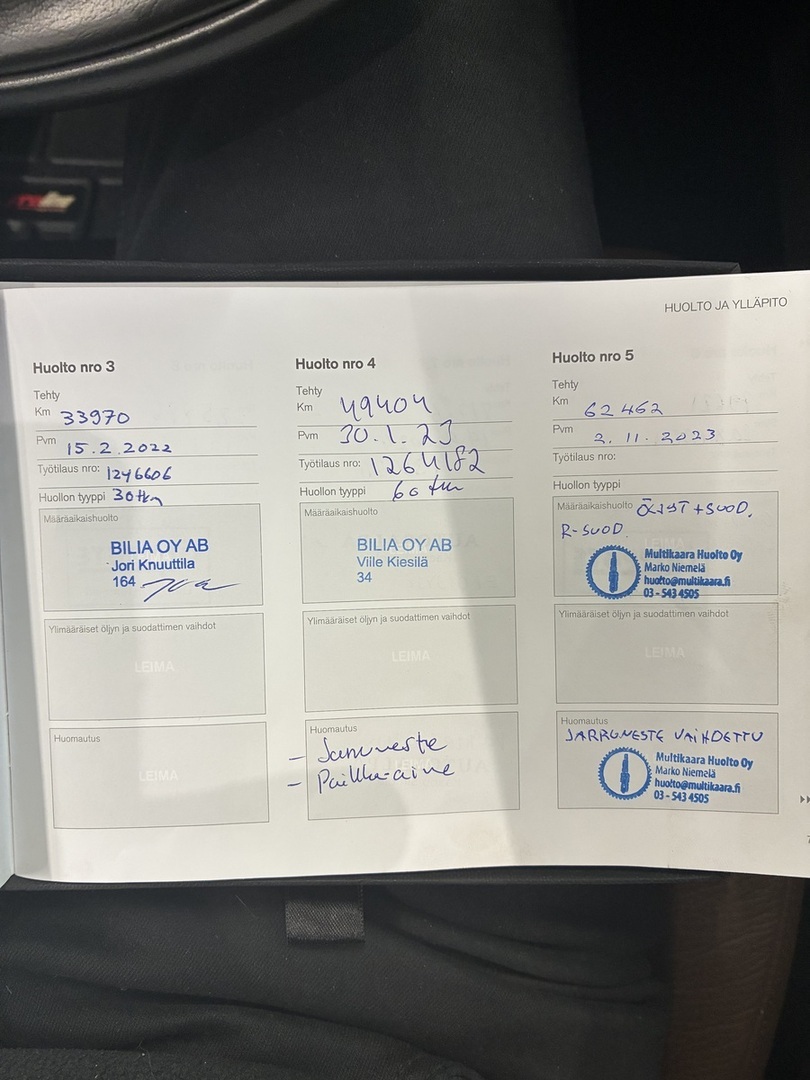 HUOLTO JA YLLÄPITO
Huolto nro 3
Tehty
Km 33970
Pvm 15.2.2022
Työtilaus nro: 1246606
Huollon tyyppi 30tkm
Määräaikaishuolto
BILIA OY AB
Jori Knuuttila
164
Ylimääräiset öljyn ja suodattimen vaihdot
LEIMA
Huomautus
LEIMA
Huolto nro 4
Tehty
Km 49404
Pvm 30.1.23
Työtilaus nro: 1264182
Huollon tyyppi 60 tkm
Määräaikaishuolto
BILIA OY AB
Ville Kiesilä
34
Ylimääräiset öljyn ja suodattimen vaihdot
LEIMA
Huomautus
- Jarruneste
- Paikka-aine
Huolto nro 5
Tehty
Km 62462
Pvm 2.11.2023
Työtilaus nro:
Huollon tyyppi
Määräaikaishuolto ÖLJYT + SUOD.
R-SUOD.
LEIMA
Multikaara Huolto Oy
Marko Niemelä
huolto@multikaara.fi
03-543 4505
Ylimääräiset öljyn ja suodattimen vaihdot
LEIMA
Huomautus
JARRUNESTE VAIHDETTU
Multikaara Huolto Oy
Marko Niemelä
huolto@multikaara.fi
03-543 4505